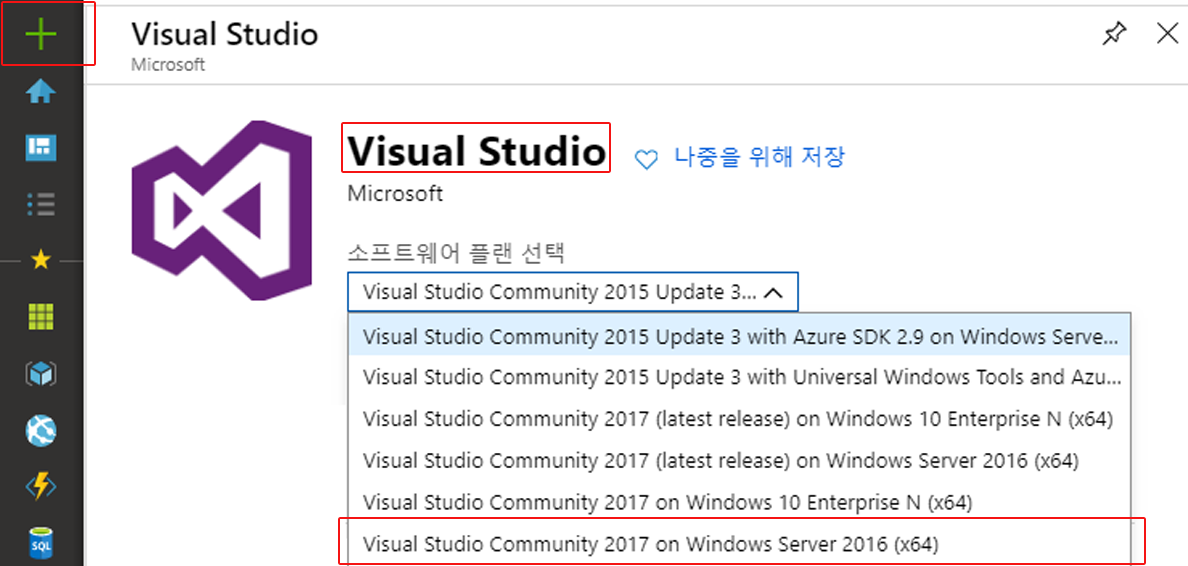 Visual Studio
Microsoft
Visual Studio
나중을 위해 저장
Microsoft
소프트웨어 플랜 선택
Visual Studio Community 2015 Update 3...
Visual Studio Community 2015 Update 3 with Azure SDK 2.9 on Windows Serve...
Visual Studio Community 2015 Update 3 with Universal Windows Tools and Azu...
Visual Studio Community 2017 (latest release) on Windows 10 Enterprise N (x64)
Visual Studio Community 2017 (latest release) on Windows Server 2016 (x64)
Visual Studio Community 2017 on Windows 10 Enterprise N (x64)
Visual Studio Community 2017 on Windows Server 2016 (x64)
SQL